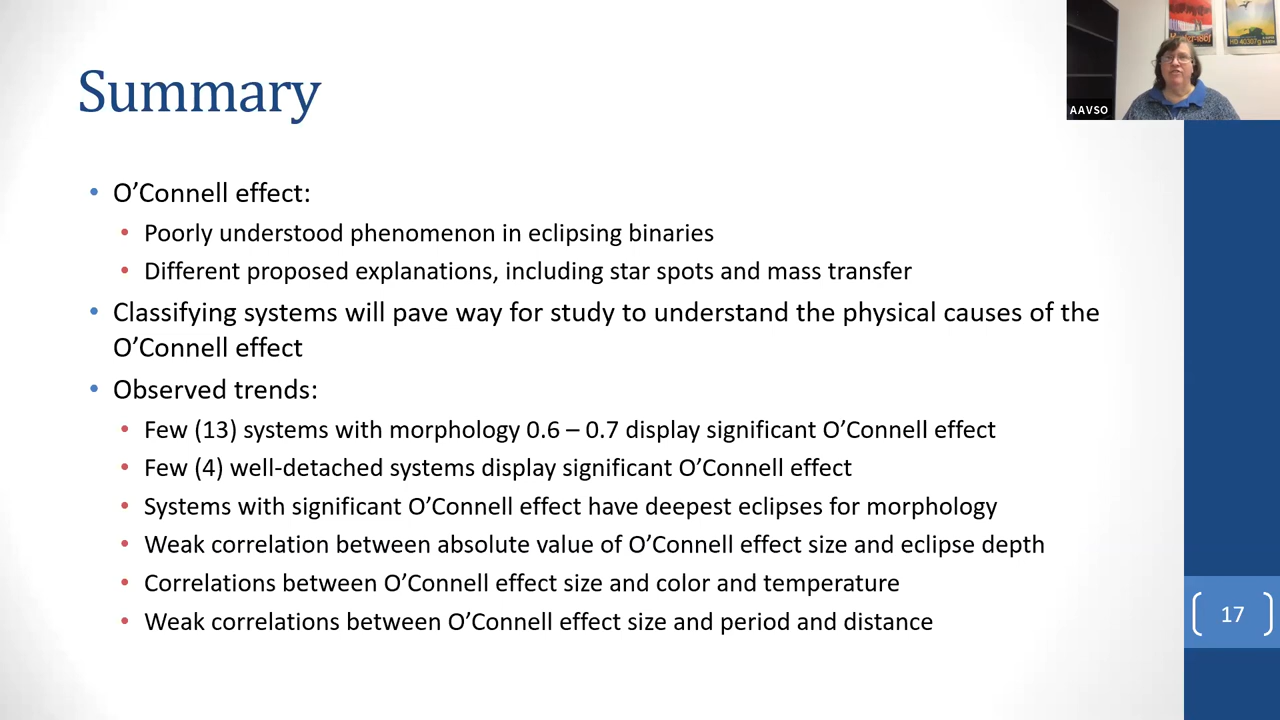 Summary
AAVSO
• O’Connell effect:
• Poorly understood phenomenon in eclipsing binaries
• Different proposed explanations, including star spots and mass transfer
• Classifying systems will pave way for study to understand the physical causes of the
O’Connell effect
• Observed trends:
• Few (13) systems with morphology 0.6 – 0.7 display significant O’Connell effect
• Few (4) well-detached systems display significant O’Connell effect
• Systems with significant O’Connell effect have deepest eclipses for morphology
• Weak correlation between absolute value of O’Connell effect size and eclipse depth
• Correlations between O’Connell effect size and color and temperature
• Weak correlations between O’Connell effect size and period and distance
17